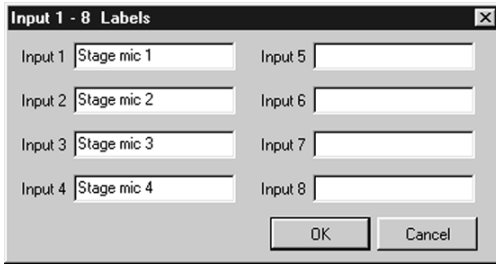 Input 1 - 8 Labels
Input 1 Stage mic 1 Input 5
Input 2 Stage mic 2 Input 6
Input 3 Stage mic 3 Input 7
Input 4 Stage mic 4 Input 8
OK Cancel